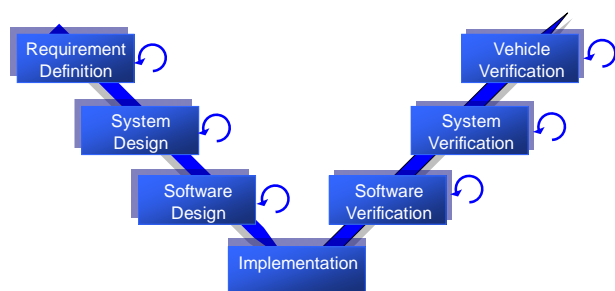 Requirement
Definition
Vehicle
Verification
System
Design
System
Verification
Software
Design
Software
Verification
Implementation